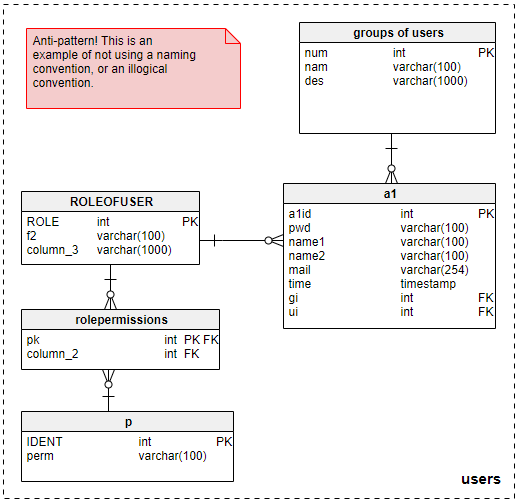 Anti-pattern! This is an
example of not using a naming
convention, or an illogical
convention.
groups of users
num int PK
nam varchar(100)
des varchar(1000)
ROLEOFUSER
ROLE int PK
f2 varchar(100)
column_3 varchar(1000)
a1
a1id int PK
pwd varchar(100)
name1 varchar(100)
name2 varchar(100)
mail varchar(254)
time timestamp
gi int FK
ui int FK
rolepermissions
pk int PK FK
column_2 int FK
p
IDENT int PK
perm varchar(100)
users